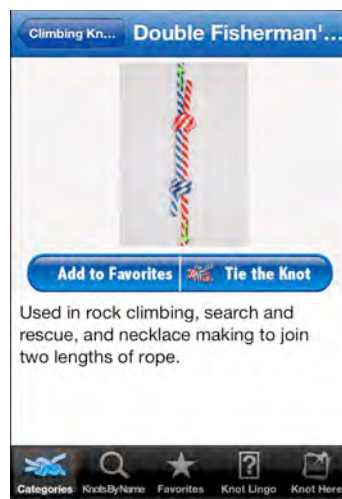 Climbing Kn... Double Fisherman'...
Add to Favorites Tie the Knot
Used in rock climbing, search and
rescue, and necklace making to join
two lengths of rope.
Categories KnotsByName Favorites Knot Lingo Knot Here